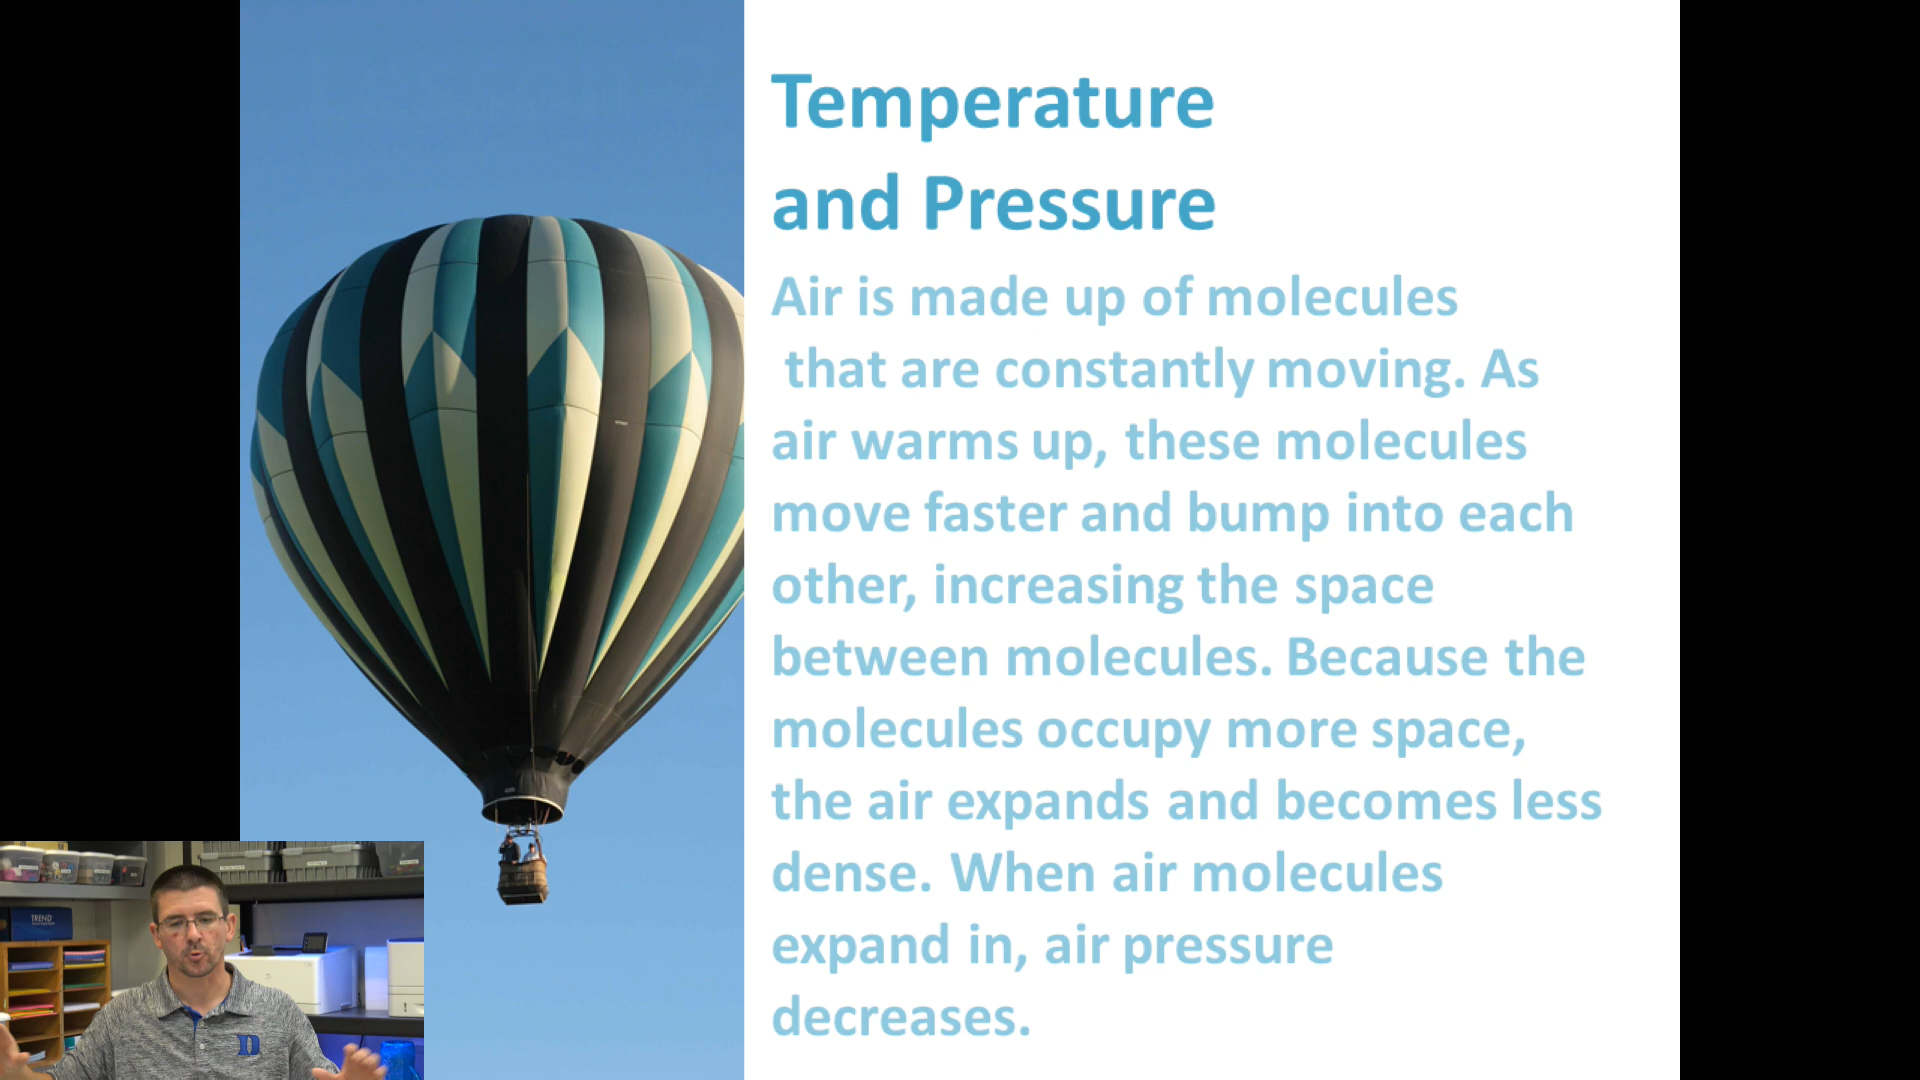 Temperature
and Pressure
Air is made up of molecules
that are constantly moving. As
air warms up, these molecules
move faster and bump into each
other, increasing the space
between molecules. Because the
molecules occupy more space,
the air expands and becomes less
dense. When air molecules
expand in, air pressure
decreases.
TREND
D